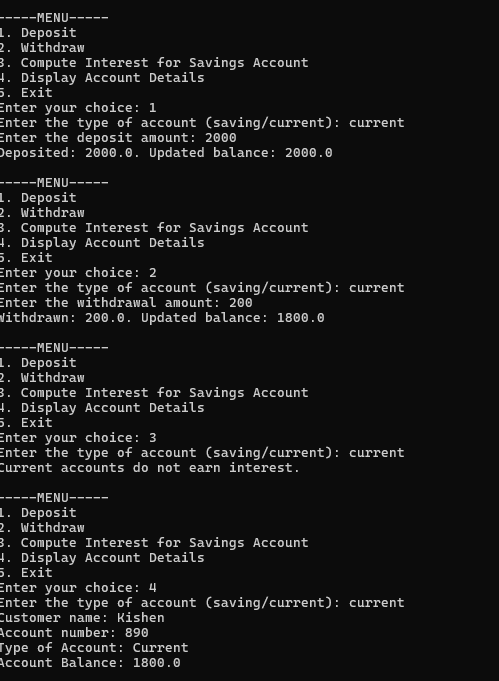 -----MENU-----
1. Deposit
2. Withdraw
3. Compute Interest for Savings Account
4. Display Account Details
5. Exit
Enter your choice: 1
Enter the type of account (saving/current): current
Enter the deposit amount: 2000
Deposited: 2000.0. Updated balance: 2000.0

-----MENU-----
1. Deposit
2. Withdraw
3. Compute Interest for Savings Account
4. Display Account Details
5. Exit
Enter your choice: 2
Enter the type of account (saving/current): current
Enter the withdrawal amount: 200
Withdrawn: 200.0. Updated balance: 1800.0

-----MENU-----
1. Deposit
2. Withdraw
3. Compute Interest for Savings Account
4. Display Account Details
5. Exit
Enter your choice: 3
Enter the type of account (saving/current): current
Current accounts do not earn interest.

-----MENU-----
1. Deposit
2. Withdraw
3. Compute Interest for Savings Account
4. Display Account Details
5. Exit
Enter your choice: 4
Enter the type of account (saving/current): current
Customer name: Kishen
Account number: 890
Type of Account: Current
Account Balance: 1800.0